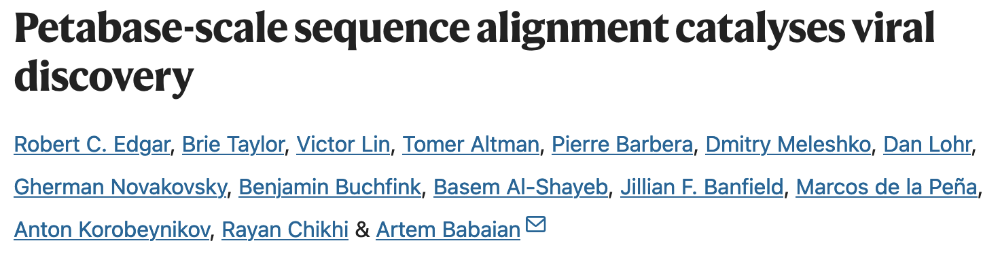 Petabase-scale sequence alignment catalyses viral
discovery
Robert C. Edgar, Brie Taylor, Victor Lin, Tomer Altman, Pierre Barbera, Dmitry Meleshko, Dan Lohr,
Gherman Novakovsky, Benjamin Buchfink, Basem Al-Shayeb, Jillian F. Banfield, Marcos de la Peña,
Anton Korobeynikov, Rayan Chikhi & Artem Babaian